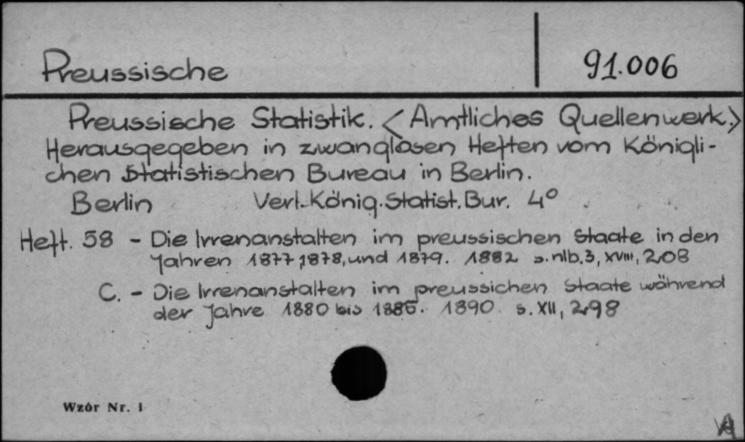 Preussische 91.006
Preussische Statistik. <Amtliches Quellenwerk.>
Herausgegeben in zwanglosen Heften vom Königli-
chen Statistischen Bureau in Berlin.
Berlin Verl. König. Statist. Bur. 4°
Heft. 58 - Die Irrenanstalten im preussischen Staate in den
Jahren 1877, 1878, und 1879. 1882 XVIII, 208
C. - Die Irrenanstalten im preussichen Staate während
der Jahre 1880 bis 1885. 1890. s. XII, 298
Wzór Nr. 1